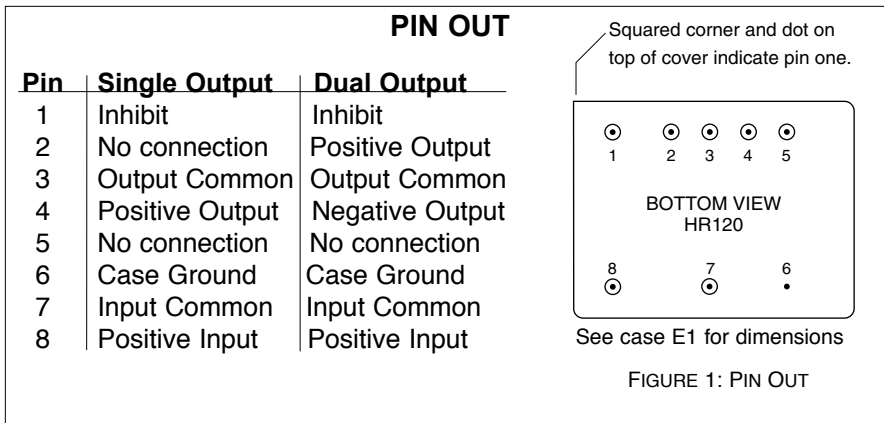 PIN OUT
Pin Single Output Dual Output
1 Inhibit Inhibit
2 No connection Positive Output
3 Output Common Output Common
4 Positive Output Negative Output
5 No connection No connection
6 Case Ground Case Ground
7 Input Common Input Common
8 Positive Input Positive Input
Squared corner and dot on
top of cover indicate pin one.
1 2 3 4 5
BOTTOM VIEW
HR120
8 7 6
See case E1 for dimensions
FIGURE 1: PIN OUT